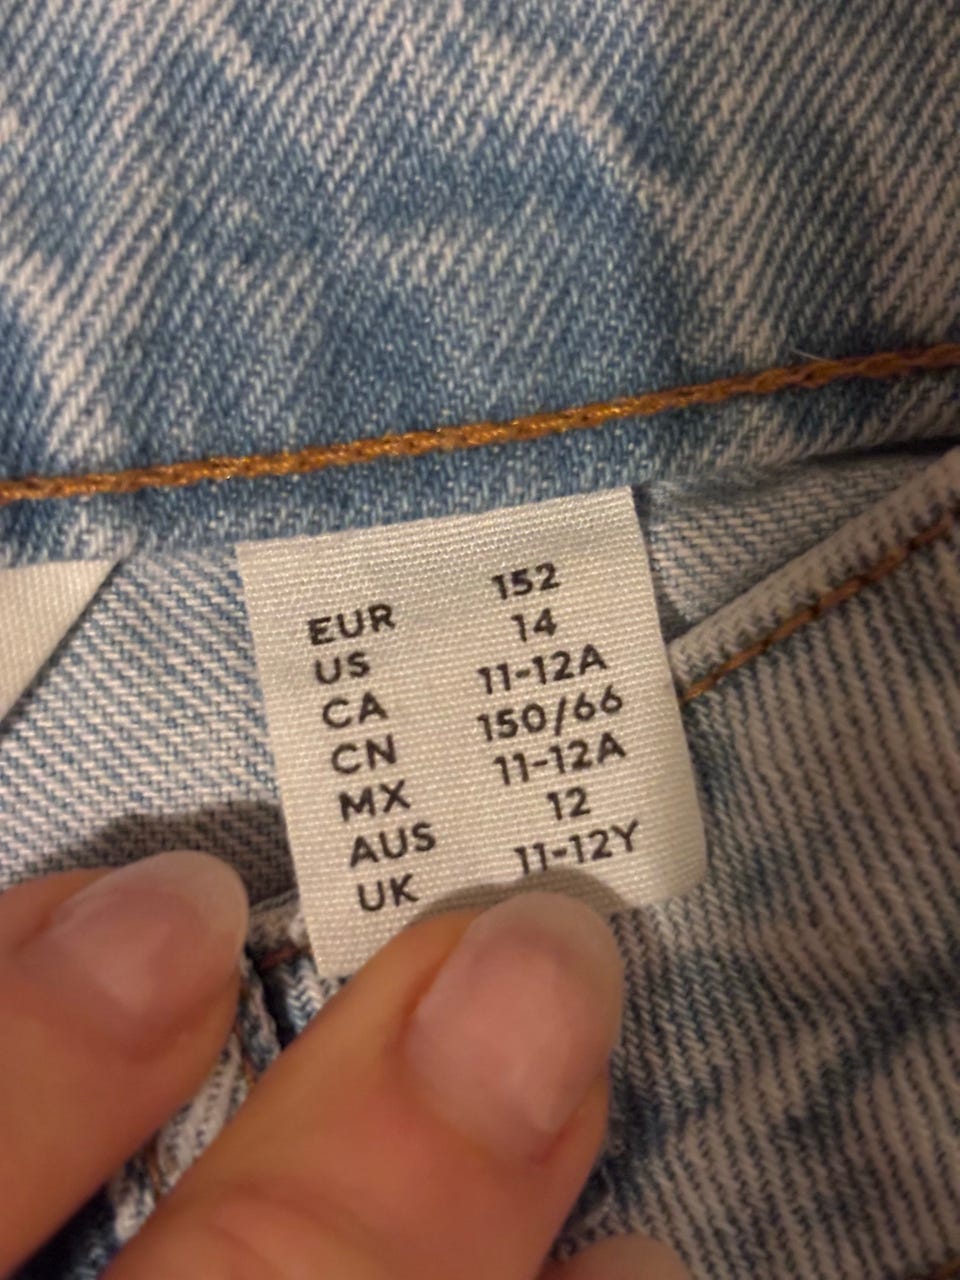 EUR 152
US 14
CA 11-12A
CN 150/66
MX 11-12A
AUS 12
UK 11-12Y